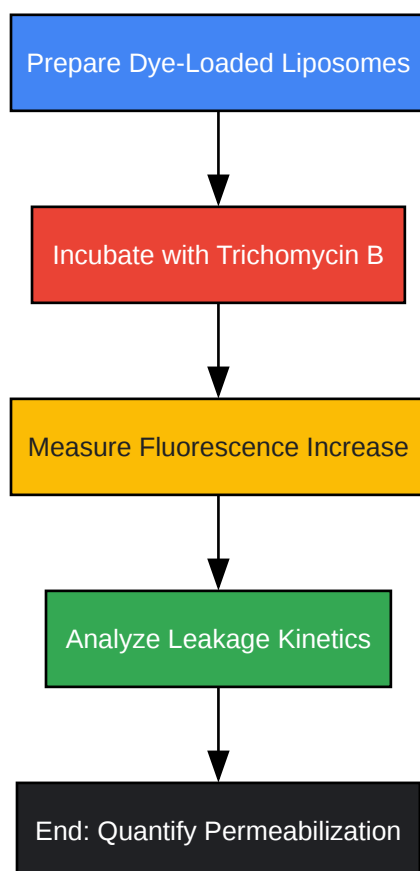 Prepare Dye-Loaded Liposomes
Incubate with Trichomycin B
Measure Fluorescence Increase
Analyze Leakage Kinetics
End: Quantify Permeabilization